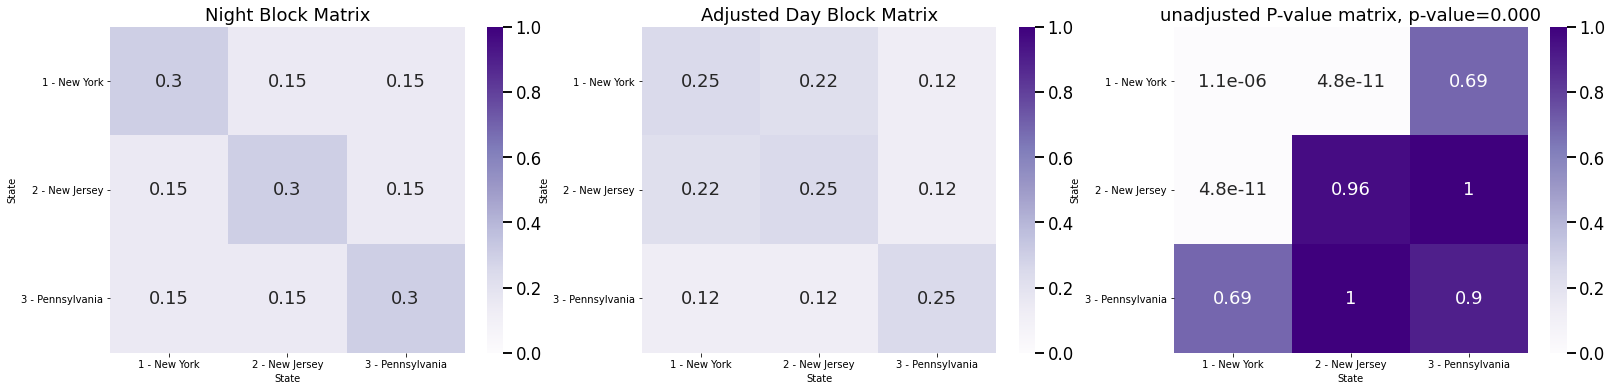 Night Block Matrix
1 - New York
2 - New Jersey
3 - Pennsylvania
State
0.3 0.15 0.15
0.15 0.3 0.15
0.15 0.15 0.3
1 - New York 2 - New Jersey 3 - Pennsylvania
State
1.0
0.8
0.6
0.4
0.2
0.0
Adjusted Day Block Matrix
1 - New York
2 - New Jersey
3 - Pennsylvania
State
0.25 0.22 0.12
0.22 0.25 0.12
0.12 0.12 0.25
1 - New York 2 - New Jersey 3 - Pennsylvania
State
1.0
0.8
0.6
0.4
0.2
0.0
unadjusted P-value matrix, p-value=0.000
1 - New York
2 - New Jersey
3 - Pennsylvania
State
1.1e-06 4.8e-11 0.69
4.8e-11 0.96 1
0.69 1 0.9
1 - New York 2 - New Jersey 3 - Pennsylvania
State
1.0
0.8
0.6
0.4
0.2
0.0